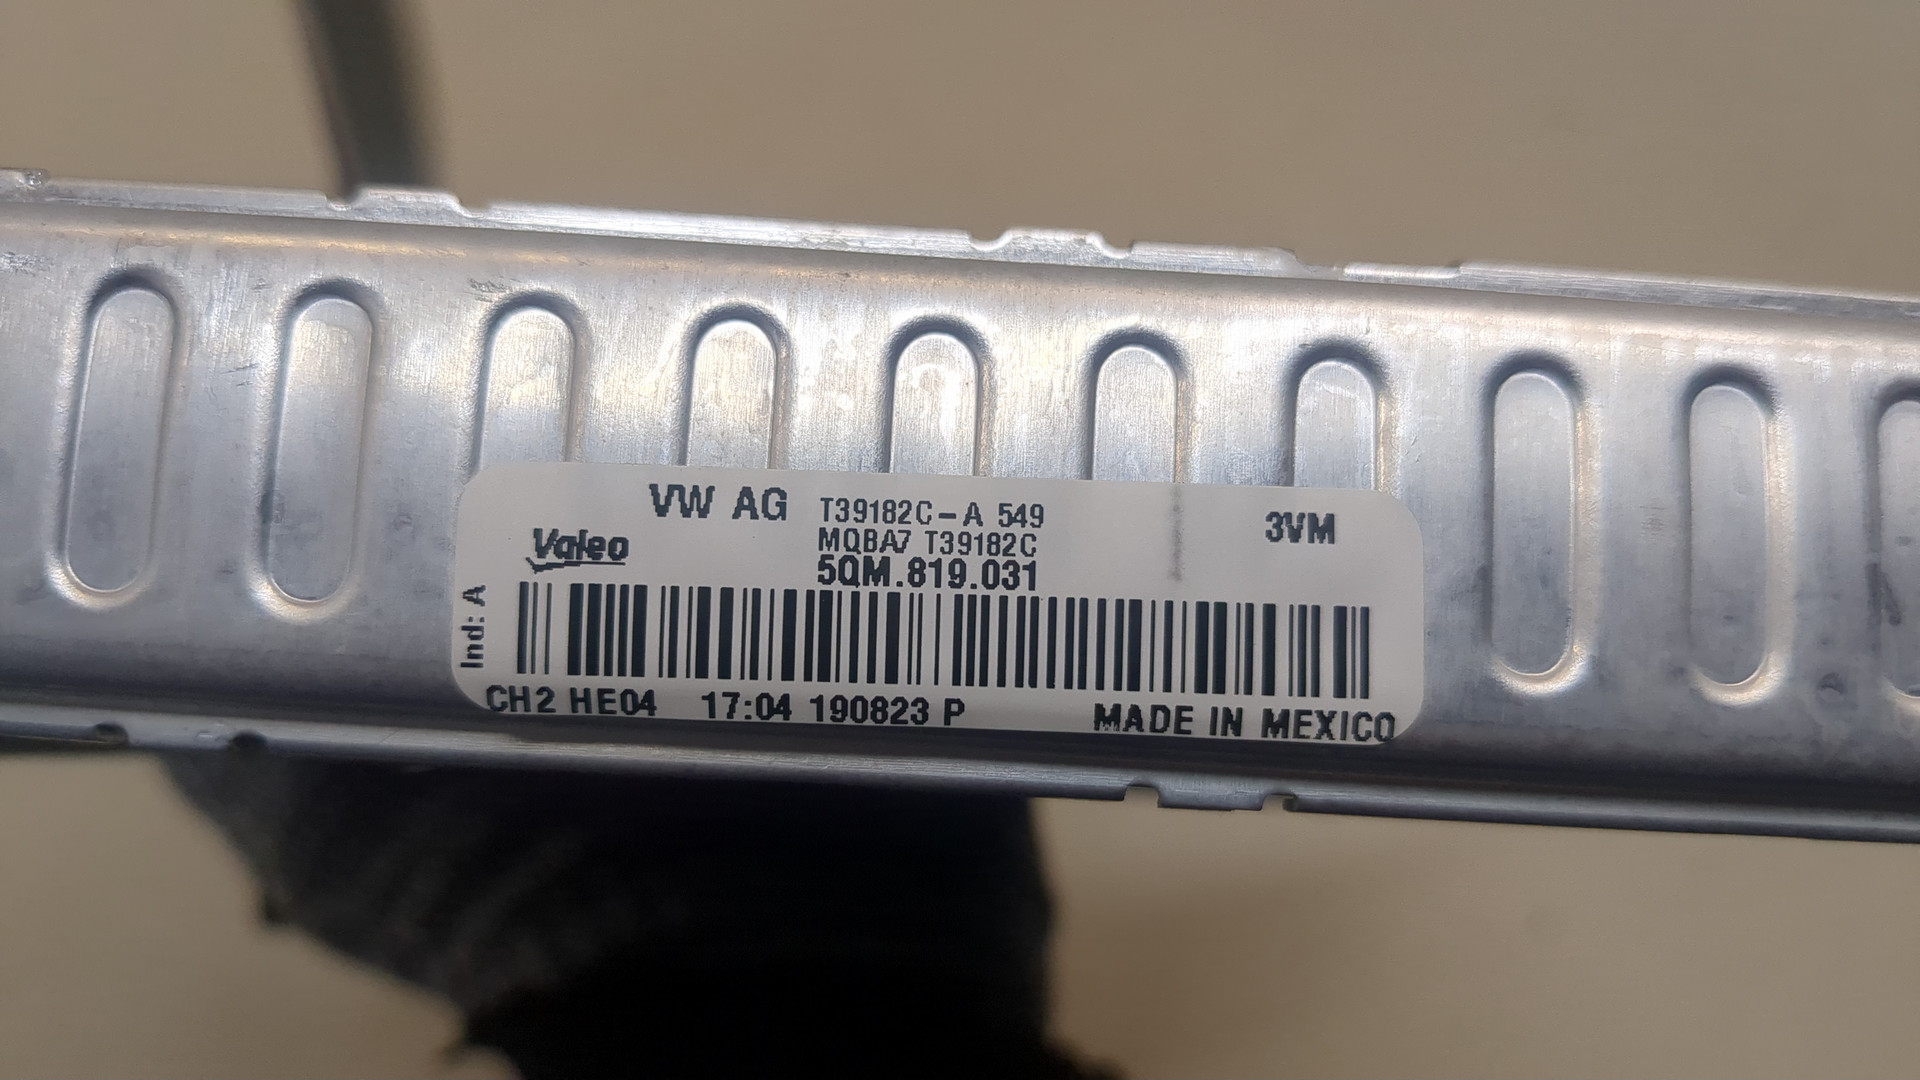 VW AG T39182C-A 549 3VM
Valeo MQBA7 T39182C
5QM.819.031
Ind: A
CH2 HE04 17:04 190823 P MADE IN MEXICO